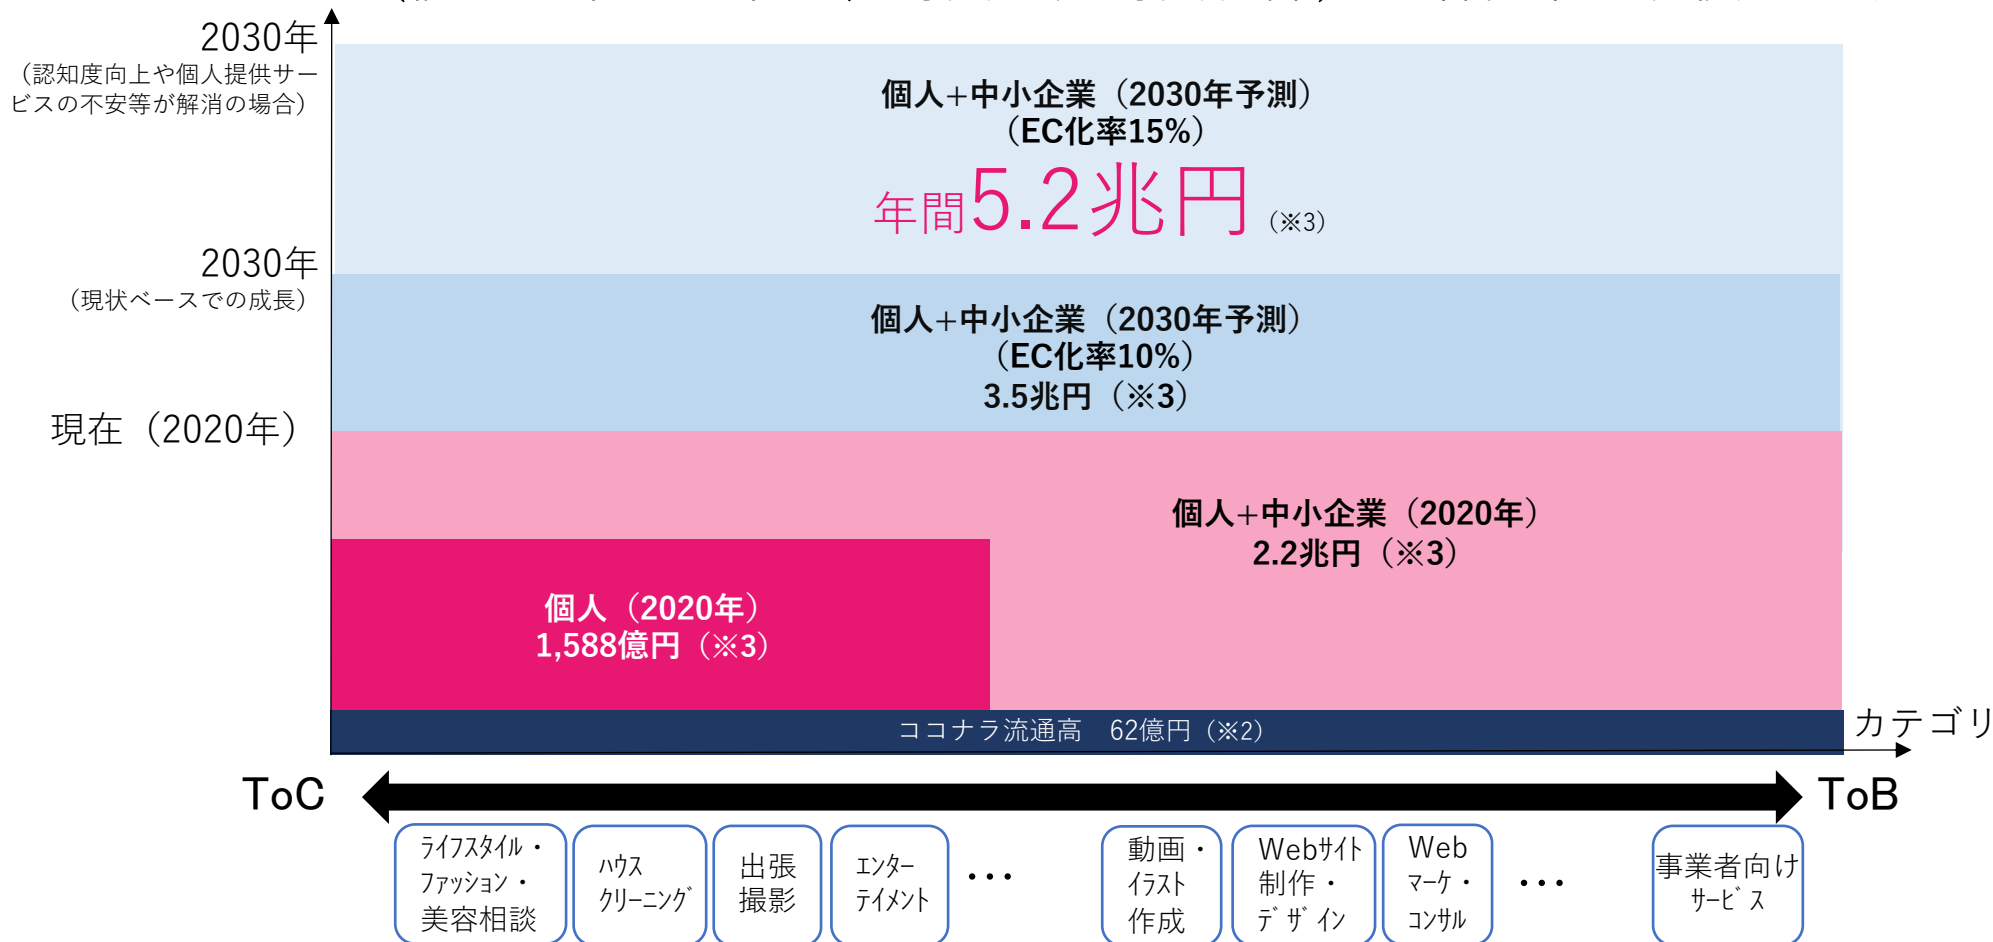 2030年
（認知度向上や個人提供サー
ビスの不安等が解消の場合）
個人+中小企業（2030年予測）
（EC化率15%）
年間5.2兆円（※3）
2030年
（現状ベースでの成長）
個人+中小企業（2030年予測）
（EC化率10%）
3.5兆円（※3）
現在（2020年）
個人+中小企業（2020年）
2.2兆円（※3）
個人（2020年）
1,588億円（※3）
ココナラ流通高　62億円（※2）
カテゴリ
ToC
ToB
ﾗｲﾌｽﾀｲﾙ・
ﾌｧｯｼｮﾝ・
美容相談
ﾊｳｽ
ｸﾘｰﾆﾝｸﾞ
出張
撮影
ｴﾝﾀｰ
ﾃｲﾒﾝﾄ
・・・
動画・
ｲﾗｽﾄ
作成
Webｻｲﾄ
制作・
ﾃﾞｻﾞｲﾝ
Web
ﾏｰｹ・
ｺﾝｻﾙ
・・・
事業者向け
ｻｰﾋﾞｽ